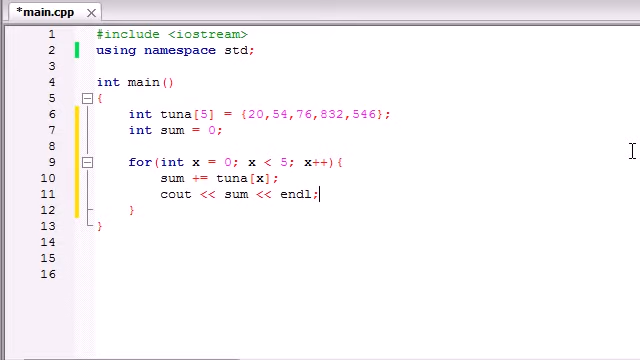 *main.cpp
1 #include <iostream>
2 using namespace std;
3
4 int main()
5 {
6 int tuna[5] = {20,54,76,832,546};
7 int sum = 0;
8
9 for(int x = 0; x < 5; x++){
10 sum += tuna[x];
11 cout << sum << endl;
12 }
13 }
14
15
16